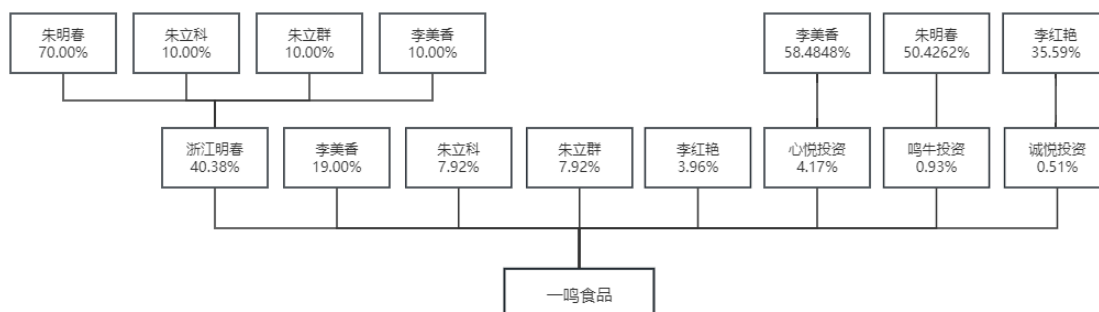 朱明春
70.00%
朱立科
10.00%
朱立群
10.00%
李美香
10.00%
李美香
58.4848%
朱明春
50.4262%
李红艳
35.59%
浙江明春
40.38%
李美香
19.00%
朱立科
7.92%
朱立群
7.92%
李红艳
3.96%
心悦投资
4.17%
鸣牛投资
0.93%
诚悦投资
0.51%
一鸣食品